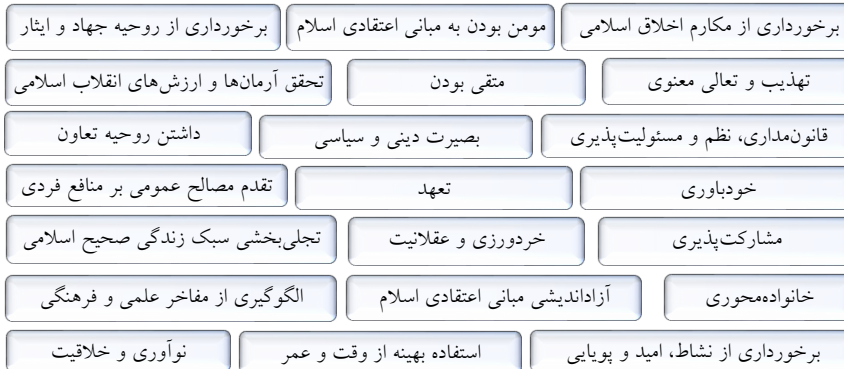 برخورداری از مکارم اخلاق اسلامی مومن بودن به مبانی اعتقادی اسلام برخورداری از روحیه جهاد و ایثار
تهذیب و تعالی معنوی متقی بودن تحقق آرمان‌ها و ارزش‌های انقلاب اسلامی
قانون‌مداری، نظم و مسئولیت‌پذیری بصیرت دینی و سیاسی داشتن روحیه تعاون
خودباوری تعهد تقدم مصالح عمومی بر منافع فردی
مشارکت‌پذیری خردورزی و عقلانیت تجلی‌بخشی سبک زندگی صحیح اسلامی
خانواده‌محوری آزاداندیشی مبانی اعتقادی اسلام الگوگیری از مفاخر علمی و فرهنگی
برخورداری از نشاط، امید و پویایی استفاده بهینه از وقت و عمر نوآوری و خلاقیت